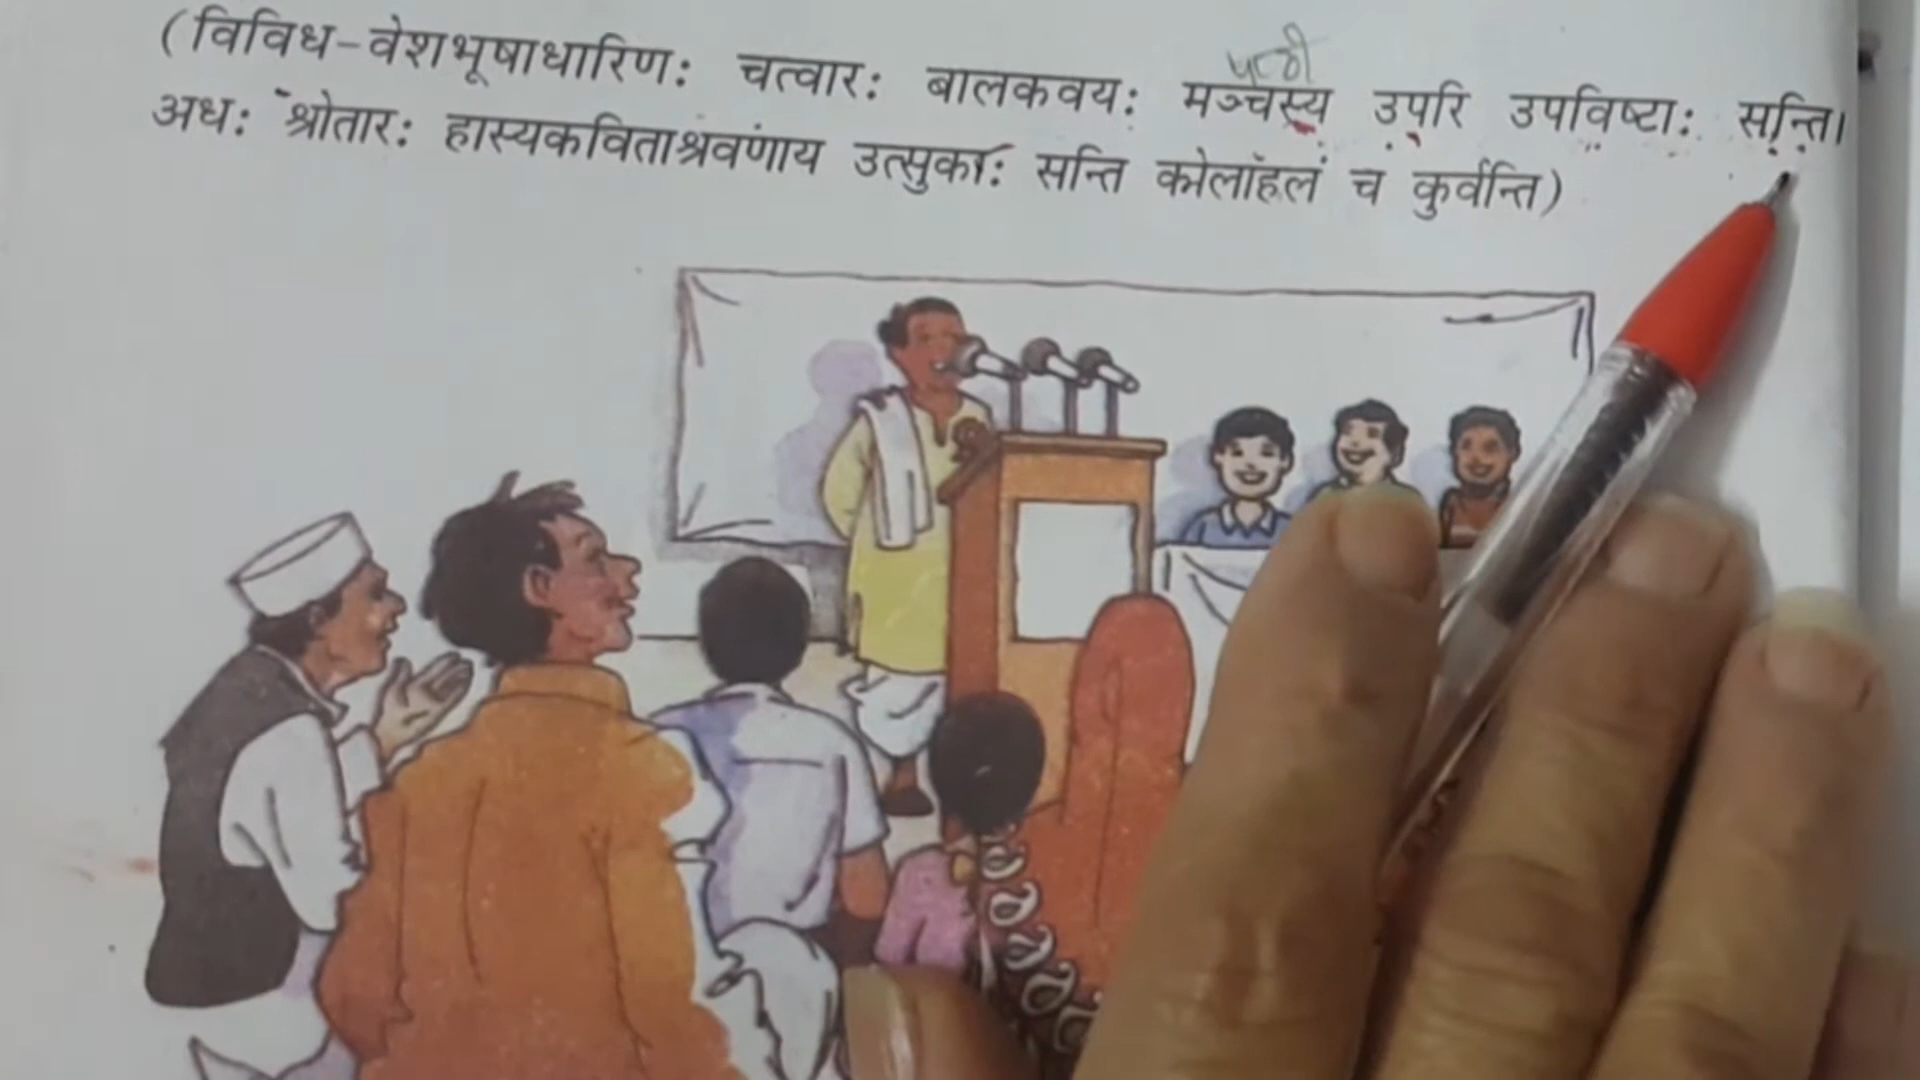 (विविध-वेशभूषाधारिणः चत्वारः बालकवयः मञ्चस्य उपरि उपविष्टाः सन्ति।
अधः श्रोतारः हास्यकविताश्रवणाय उत्सुकाः सन्ति कोलाहलं च कुर्वन्ति)